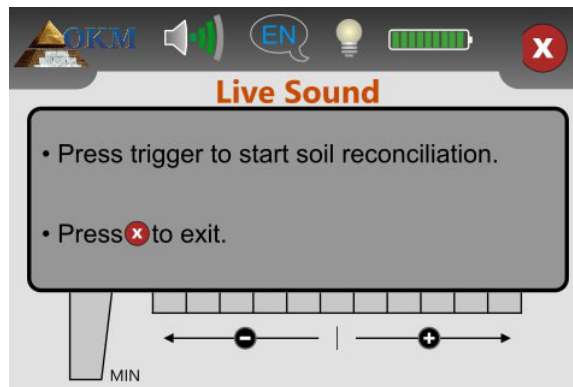 OKM
EN
X
Live Sound
• Press trigger to start soil reconciliation.
• Press X to exit.
MIN